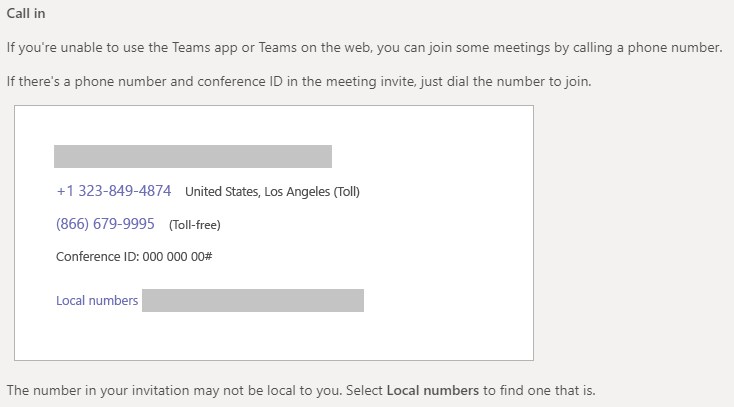 Call in
If you're unable to use the Teams app or Teams on the web, you can join some meetings by calling a phone number.
If there's a phone number and conference ID in the meeting invite, just dial the number to join.
+1 323-849-4874 United States, Los Angeles (Toll)
(866) 679-9995 (Toll-free)
Conference ID: 000 000 00#
Local numbers
The number in your invitation may not be local to you. Select Local numbers to find one that is.